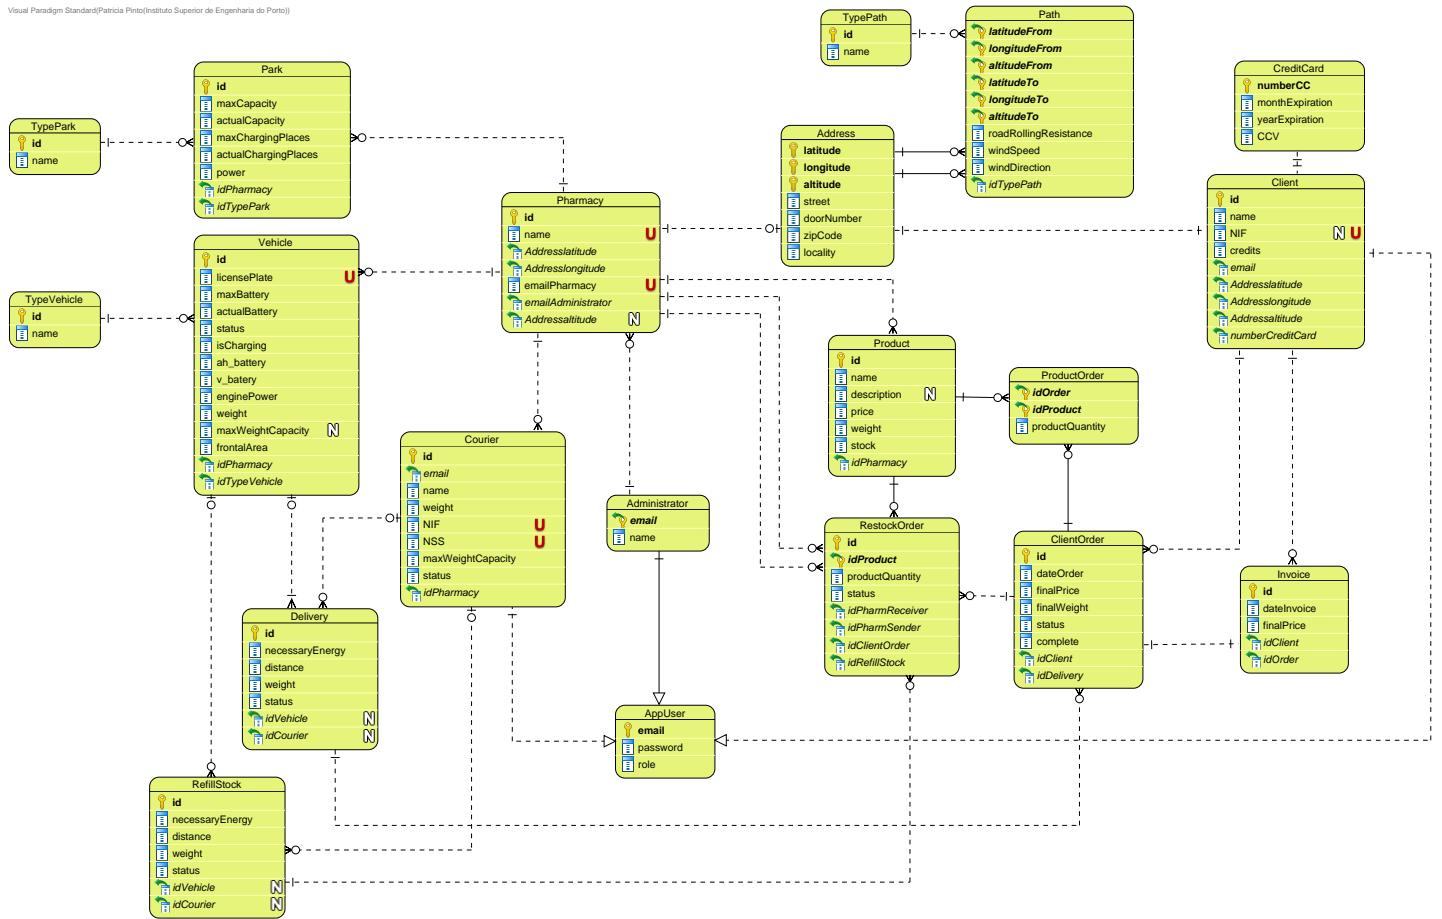 Visual Paradigm Standard(Patricia Pinto(Instituto Superior de Engenharia do Porto))
TypePath
id
name
Path
latitudeFrom
longitudeFrom
altitudeFrom
latitudeTo
longitudeTo
altitudeTo
roadRollingResistance
windSpeed
windDirection
idTypePath
CreditCard
numberCC
monthExpiration
yearExpiration
CCV
Park
id
maxCapacity
actualCapacity
maxChargingPlaces
actualChargingPlaces
power
idPharmacy
idTypePark
TypePark
id
name
Address
latitude
longitude
altitude
street
doorNumber
zipCode
locality
Client
id
name
NIF N U
credits
email
Addresslatitude
Addresslongitude
Addressaltitude
numberCreditCard
Pharmacy
id
name U
Addresslatitude
Addresslongitude
emailPharmacy U
emailAdministrator
Addressaltitude N
Vehicle
id
licensePlate U
maxBattery
actualBattery
status
isCharging
ah_battery
v_batery
enginePower
weight
maxWeightCapacity N
frontalArea
idPharmacy
idTypeVehicle
TypeVehicle
id
name
Product
id
name
description N
price
weight
stock
idPharmacy
ProductOrder
idOrder
idProduct
productQuantity
Courier
id
email
name
weight
NIF U
NSS U
maxWeightCapacity
status
idPharmacy
Administrator
email
name
RestockOrder
id
idProduct
productQuantity
status
idPharmReceiver
idPharmSender
idClientOrder
idRefillStock
ClientOrder
id
dateOrder
finalPrice
finalWeight
status
complete
idClient
idDelivery
Invoice
id
dateInvoice
finalPrice
idClient
idOrder
Delivery
id
necessaryEnergy
distance
weight
status
idVehicle N
idCourier N
AppUser
email
password
role
RefillStock
id
necessaryEnergy
distance
weight
status
idVehicle N
idCourier N